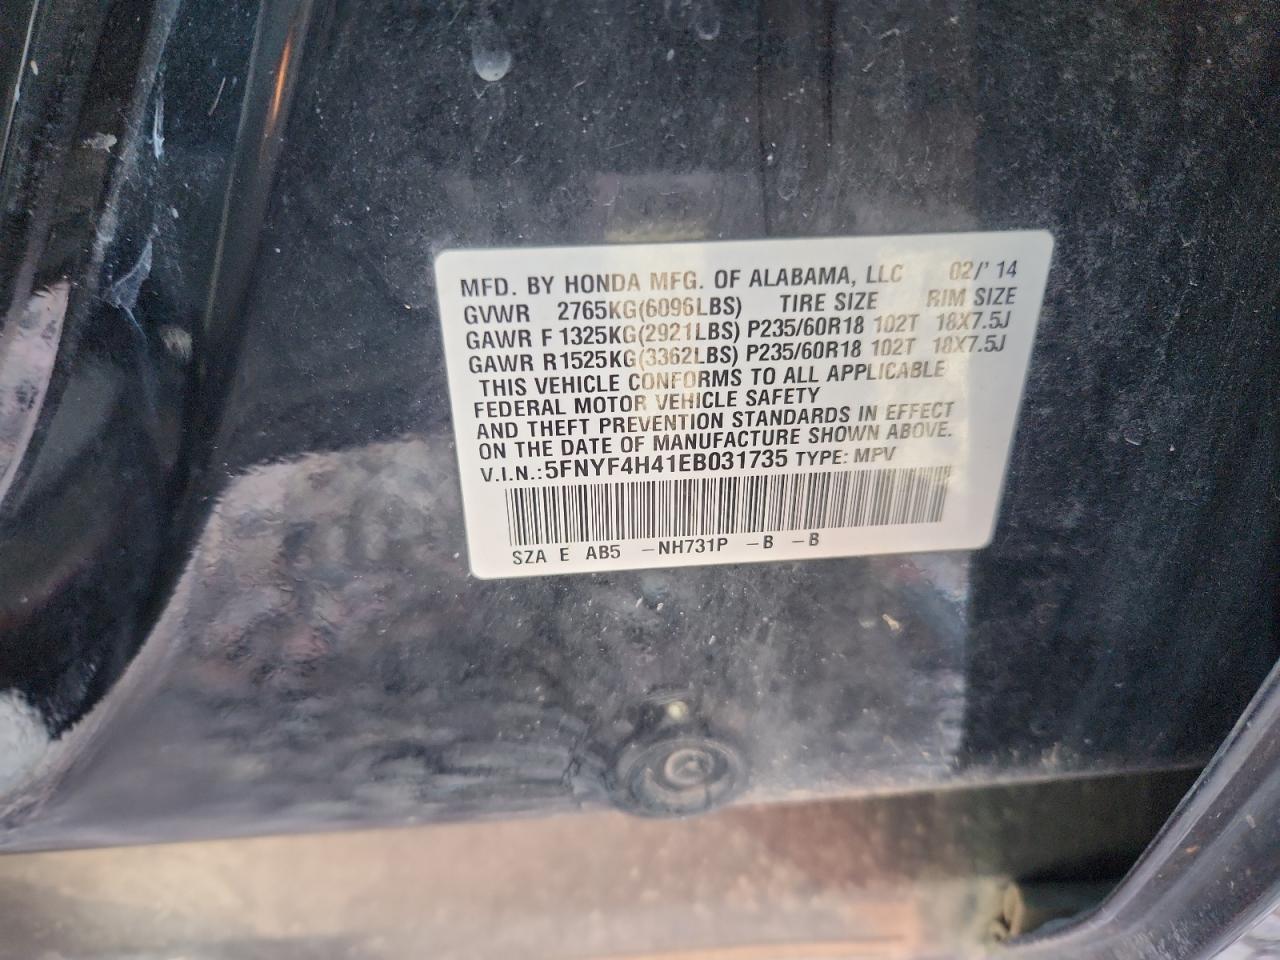 MFD. BY HONDA MFG. OF ALABAMA, LLC 02/' 14
GVWR 2765KG(6096LBS) TIRE SIZE RIM SIZE
GAWR F 1325KG(2921LBS) P235/60R18 102T 18X7.5J
GAWR R1525KG(3362LBS) P235/60R18 102T 18X7.5J
THIS VEHICLE CONFORMS TO ALL APPLICABLE
FEDERAL MOTOR VEHICLE SAFETY
AND THEFT PREVENTION STANDARDS IN EFFECT
ON THE DATE OF MANUFACTURE SHOWN ABOVE.
V.I.N.:5FNYF4H41EB031735 TYPE: MPV
SZA E AB5 -NH731P -B -B